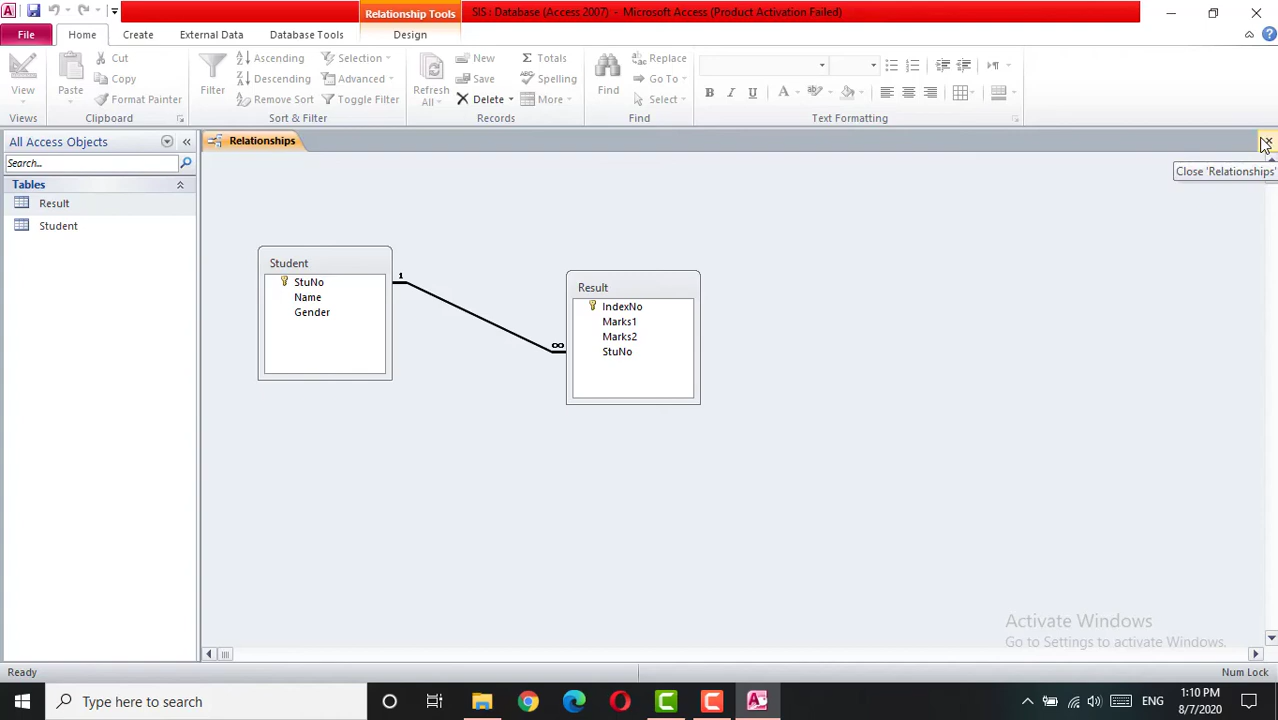 Relationship Tools
SIS : Database (Access 2007) - Microsoft Access (Product Activation Failed)
File
Home
Create
External Data
Database Tools
Design
View
Views
Paste
Cut
Copy
Format Painter
Clipboard
Filter
Ascending
Descending
Remove Sort
Selection
Advanced
Toggle Filter
Sort & Filter
Refresh
All
New
Save
Delete
Totals
Spelling
More
Records
Find
Replace
Go To
Select
Find
B I U
A
Text Formatting
All Access Objects
Search...
Tables
Result
Student
Relationships
Close 'Relationships'
Student
StuNo
Name
Gender
1
∞
Result
IndexNo
Marks1
Marks2
StuNo
Activate Windows
Go to Settings to activate Windows.
Ready
Num Lock
Type here to search
ENG
1:10 PM
8/7/2020